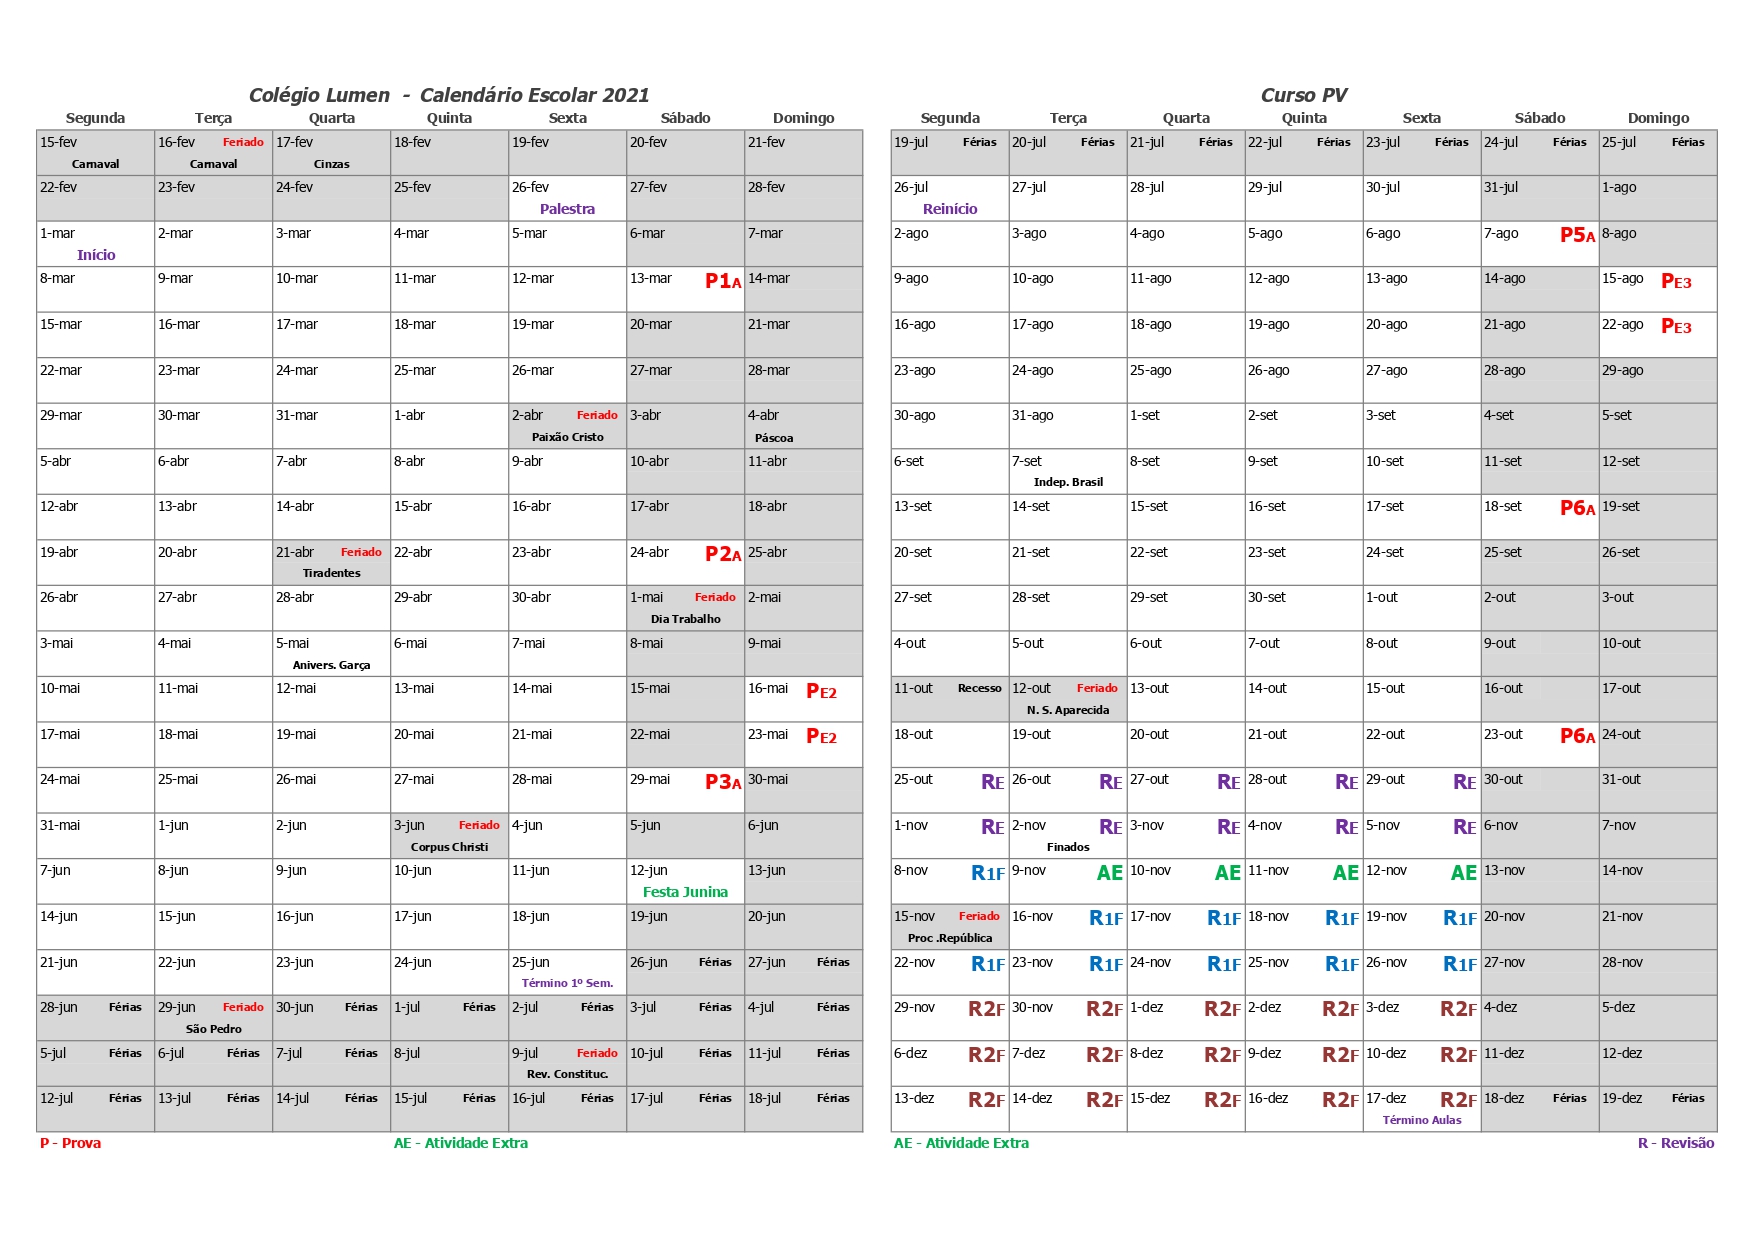 Colégio Lumen - Calendário Escolar 2021
Segunda Terça Quarta Quinta Sexta Sábado Domingo
15-fev 16-fev Feriado 17-fev 18-fev 19-fev 20-fev 21-fev
Carnaval Carnaval Cinzas
22-fev 23-fev 24-fev 25-fev 26-fev 27-fev 28-fev
Palestra
1-mar 2-mar 3-mar 4-mar 5-mar 6-mar 7-mar
Início
8-mar 9-mar 10-mar 11-mar 12-mar 13-mar P1A 14-mar
15-mar 16-mar 17-mar 18-mar 19-mar 20-mar 21-mar
22-mar 23-mar 24-mar 25-mar 26-mar 27-mar 28-mar
29-mar 30-mar 31-mar 1-abr 2-abr Feriado 3-abr 4-abr
Paixão Cristo Páscoa
5-abr 6-abr 7-abr 8-abr 9-abr 10-abr 11-abr
12-abr 13-abr 14-abr 15-abr 16-abr 17-abr 18-abr
19-abr 20-abr 21-abr Feriado 22-abr 23-abr 24-abr P2A 25-abr
Tiradentes
26-abr 27-abr 28-abr 29-abr 30-abr 1-mai Feriado 2-mai
Dia Trabalho
3-mai 4-mai 5-mai 6-mai 7-mai 8-mai 9-mai
Anivers. Garça
10-mai 11-mai 12-mai 13-mai 14-mai 15-mai 16-mai PE2
17-mai 18-mai 19-mai 20-mai 21-mai 22-mai 23-mai PE2
24-mai 25-mai 26-mai 27-mai 28-mai 29-mai P3A 30-mai
31-mai 1-jun 2-jun 3-jun Feriado 4-jun 5-jun 6-jun
Corpus Christi
7-jun 8-jun 9-jun 10-jun 11-jun 12-jun 13-jun
Festa Junina
14-jun 15-jun 16-jun 17-jun 18-jun 19-jun 20-jun
21-jun 22-jun 23-jun 24-jun 25-jun 26-jun Férias 27-jun Férias
Término 1º Sem.
28-jun Férias 29-jun Feriado 30-jun Férias 1-jul Férias 2-jul Férias 3-jul Férias 4-jul Férias
São Pedro
5-jul Férias 6-jul Férias 7-jul Férias 8-jul 9-jul Feriado 10-jul Férias 11-jul Férias
Rev. Constituc.
12-jul Férias 13-jul Férias 14-jul Férias 15-jul Férias 16-jul Férias 17-jul Férias 18-jul Férias
P - Prova AE - Atividade Extra
Curso PV
Segunda Terça Quarta Quinta Sexta Sábado Domingo
19-jul Férias 20-jul Férias 21-jul Férias 22-jul Férias 23-jul Férias 24-jul Férias 25-jul Férias
26-jul 27-jul 28-jul 29-jul 30-jul 31-jul 1-ago
Reinício
2-ago 3-ago 4-ago 5-ago 6-ago 7-ago P5A 8-ago
9-ago 10-ago 11-ago 12-ago 13-ago 14-ago 15-ago PE3
16-ago 17-ago 18-ago 19-ago 20-ago 21-ago 22-ago PE3
23-ago 24-ago 25-ago 26-ago 27-ago 28-ago 29-ago
30-ago 31-ago 1-set 2-set 3-set 4-set 5-set
6-set 7-set 8-set 9-set 10-set 11-set 12-set
Indep. Brasil
13-set 14-set 15-set 16-set 17-set 18-set P6A 19-set
20-set 21-set 22-set 23-set 24-set 25-set 26-set
27-set 28-set 29-set 30-set 1-out 2-out 3-out
4-out 5-out 6-out 7-out 8-out 9-out 10-out
11-out Recesso 12-out Feriado 13-out 14-out 15-out 16-out 17-out
N. S. Aparecida
18-out 19-out 20-out 21-out 22-out 23-out P6A 24-out
25-out RE 26-out RE 27-out RE 28-out RE 29-out RE 30-out 31-out
1-nov RE 2-nov RE 3-nov RE 4-nov RE 5-nov RE 6-nov 7-nov
Finados
8-nov R1F 9-nov AE 10-nov AE 11-nov AE 12-nov AE 13-nov 14-nov
15-nov Feriado 16-nov R1F 17-nov R1F 18-nov R1F 19-nov R1F 20-nov 21-nov
Proc .República
22-nov R1F 23-nov R1F 24-nov R1F 25-nov R1F 26-nov R1F 27-nov 28-nov
29-nov R2F 30-nov R2F 1-dez R2F 2-dez R2F 3-dez R2F 4-dez 5-dez
6-dez R2F 7-dez R2F 8-dez R2F 9-dez R2F 10-dez R2F 11-dez 12-dez
13-dez R2F 14-dez R2F 15-dez R2F 16-dez R2F 17-dez R2F 18-dez Férias 19-dez Férias
Término Aulas
AE - Atividade Extra R - Revisão